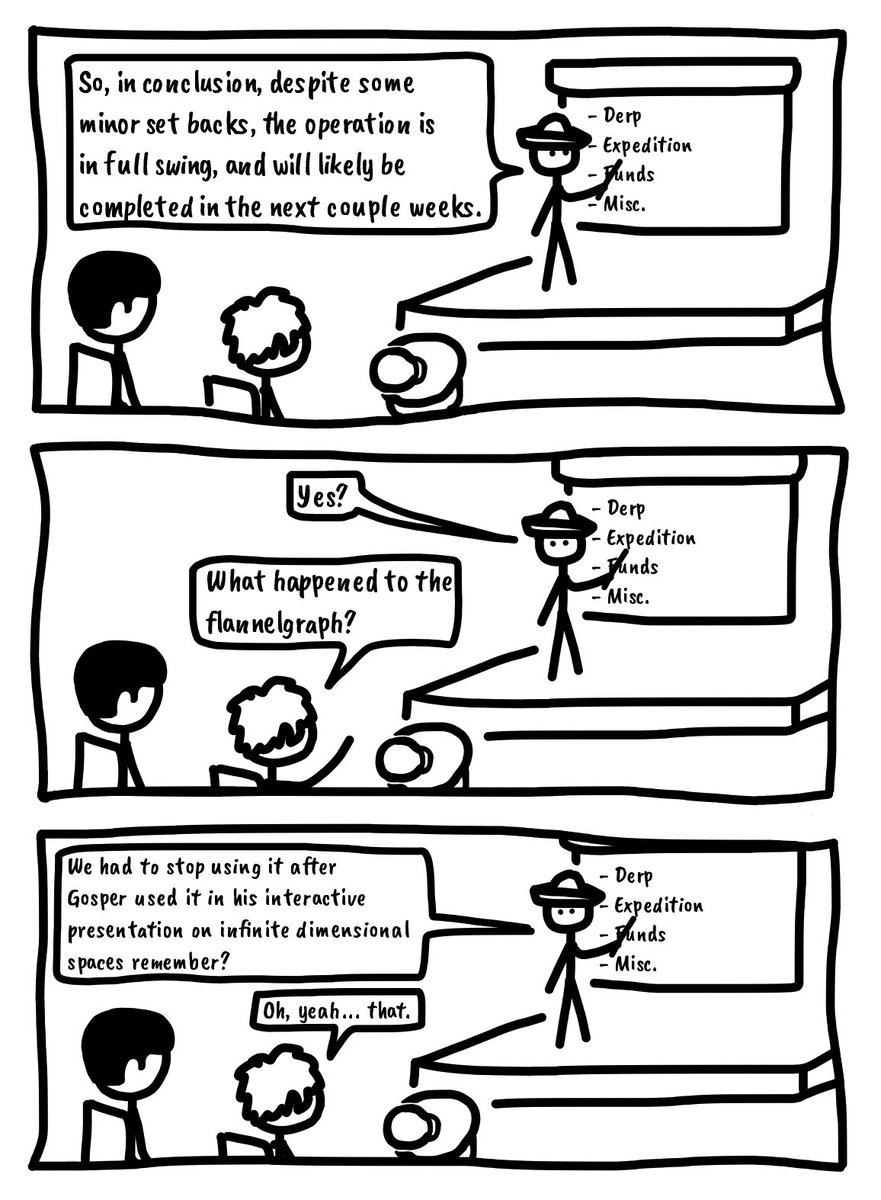 So, in conclusion, despite some
minor set backs, the operation is
in full swing, and will likely be
completed in the next couple weeks.
- Derp
- Expedition
- Funds
- Misc.
Yes?
What happened to the
flannelgraph?
- Derp
- Expedition
- Funds
- Misc.
We had to stop using it after
Gosper used it in his interactive
presentation on infinite dimensional
spaces remember?
Oh, yeah... that.
- Derp
- Expedition
- Funds
- Misc.